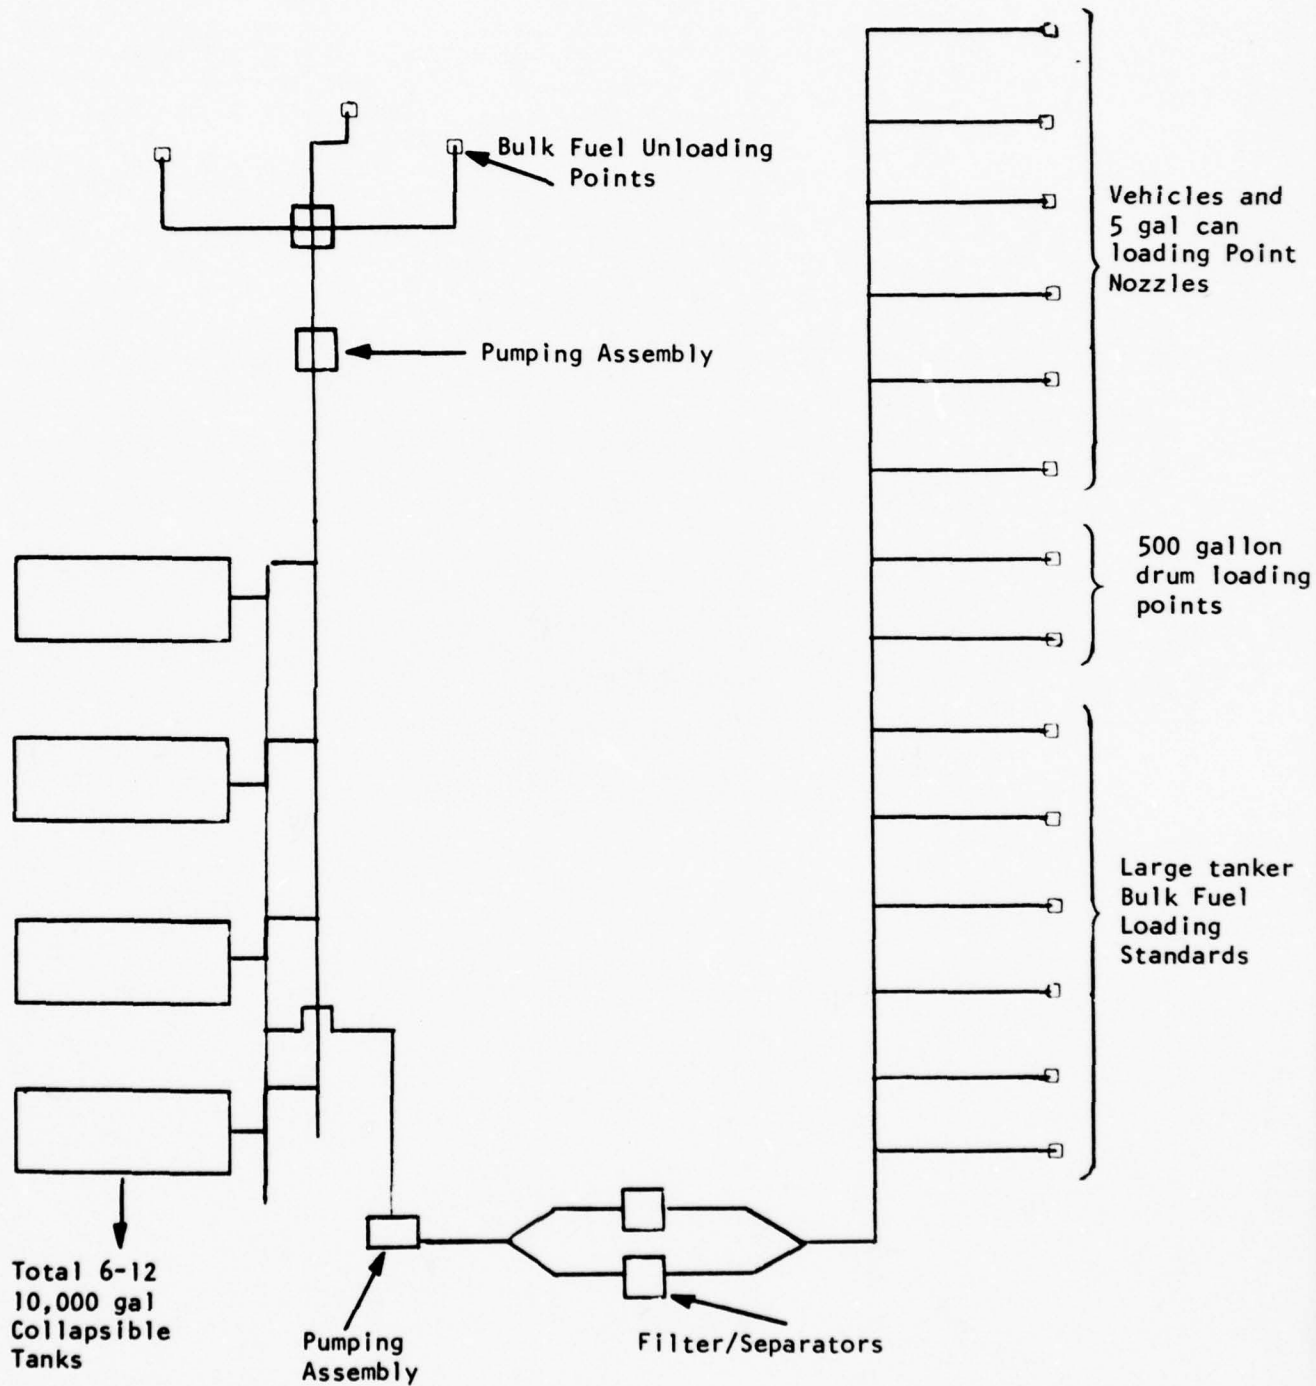 Bulk Fuel Unloading
Points
Pumping Assembly
Vehicles and
5 gal can
loading Point
Nozzles
500 gallon
drum loading
points
Large tanker
Bulk Fuel
Loading
Standards
Total 6-12
10,000 gal
Collapsible
Tanks
Pumping
Assembly
Filter/Separators